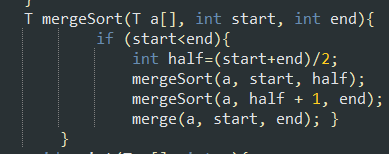 }
T mergeSort(T a[], int start, int end){
if (start<end){
int half=(start+end)/2;
mergeSort(a, start, half);
mergeSort(a, half + 1, end);
merge(a, start, end); }
}